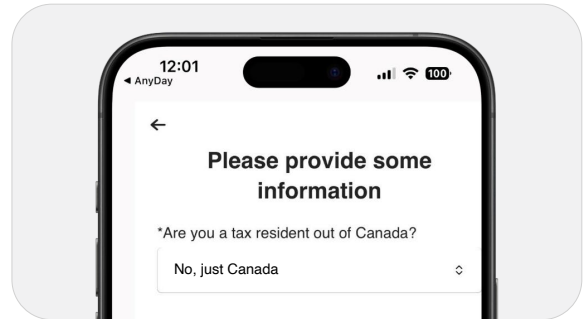 12:01
◀ AnyDay
100
Please provide some
information
*Are you a tax resident out of Canada?
No, just Canada